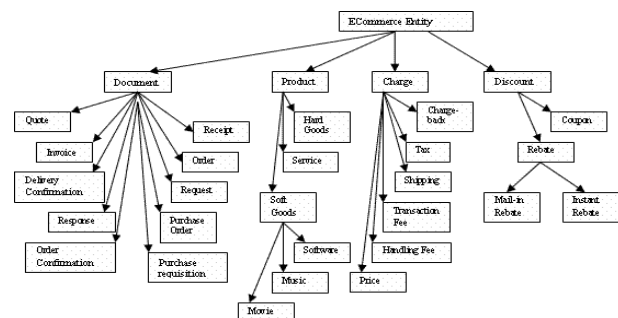 ECommerce Entity
Document
Product
Charge
Discount
Quote
Invoice
Delivery
Confirmation
Response
Order
Confirmation
Receipt
Order
Request
Purchase
Order
Purchase
requisition
Hard
Goods
Service
Soft
Goods
Software
Music
Movie
Charge-
back
Tax
Shipping
Transaction
Fee
Handling Fee
Price
Coupon
Rebate
Mail-in
Rebate
Instant
Rebate